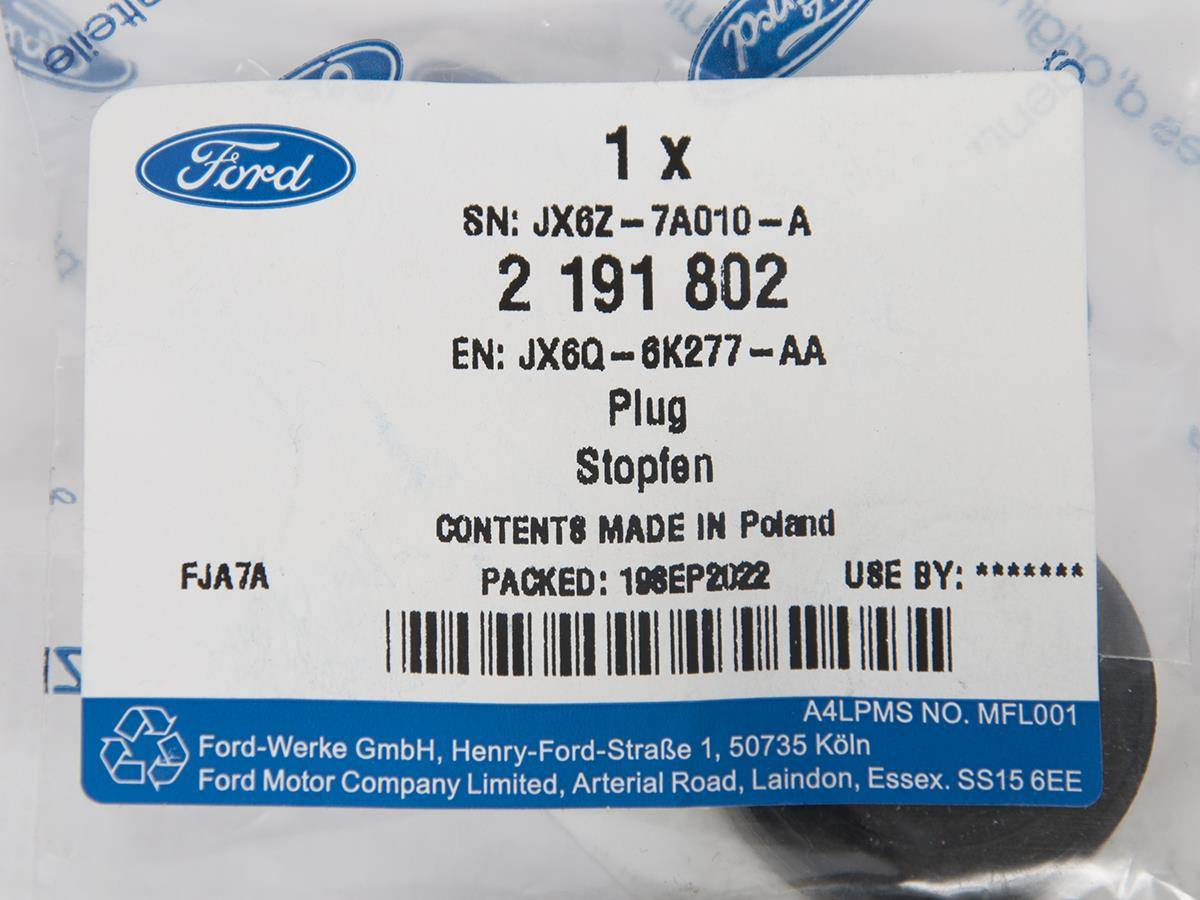 Ford
1 x
SN: JX6Z-7A010-A
2 191 802
EN: JX6Q-6K277-AA
Plug
Stopfen
CONTENTS MADE IN Poland
FJA7A PACKED: 19SEP2022 USE BY: *******
A4LPMS NO. MFL001
Ford-Werke GmbH, Henry-Ford-Straße 1, 50735 Köln
Ford Motor Company Limited, Arterial Road, Laindon, Essex. SS15 6EE